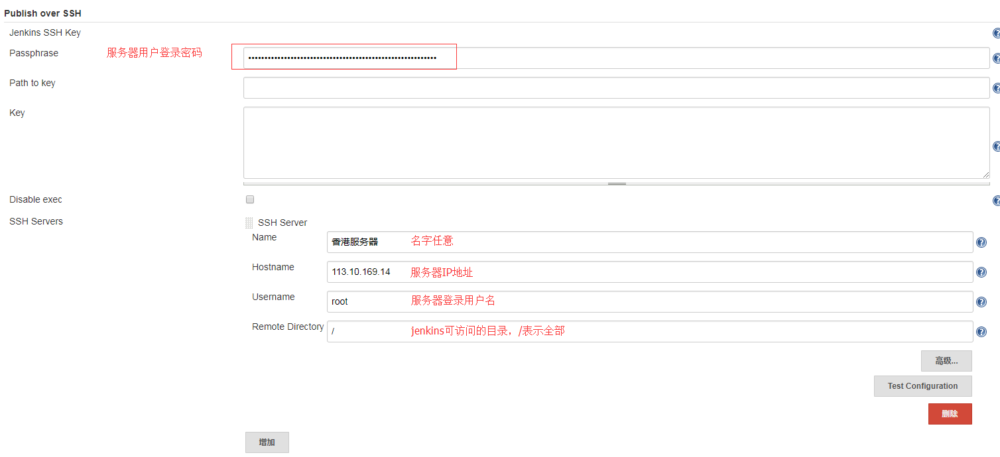 Publish over SSH
Jenkins SSH Key
Passphrase 服务器用户登录密码 ••••••••••••••••••••••••••••••••••••••••••••••••••••••••••
Path to key
Key
Disable exec
SSH Servers
SSH Server
Name 香港服务器 名字任意
Hostname 113.10.169.14 服务器IP地址
Username root 服务器登录用户名
Remote Directory / jenkins可访问的目录，/表示全部
高级...
Test Configuration
删除
增加